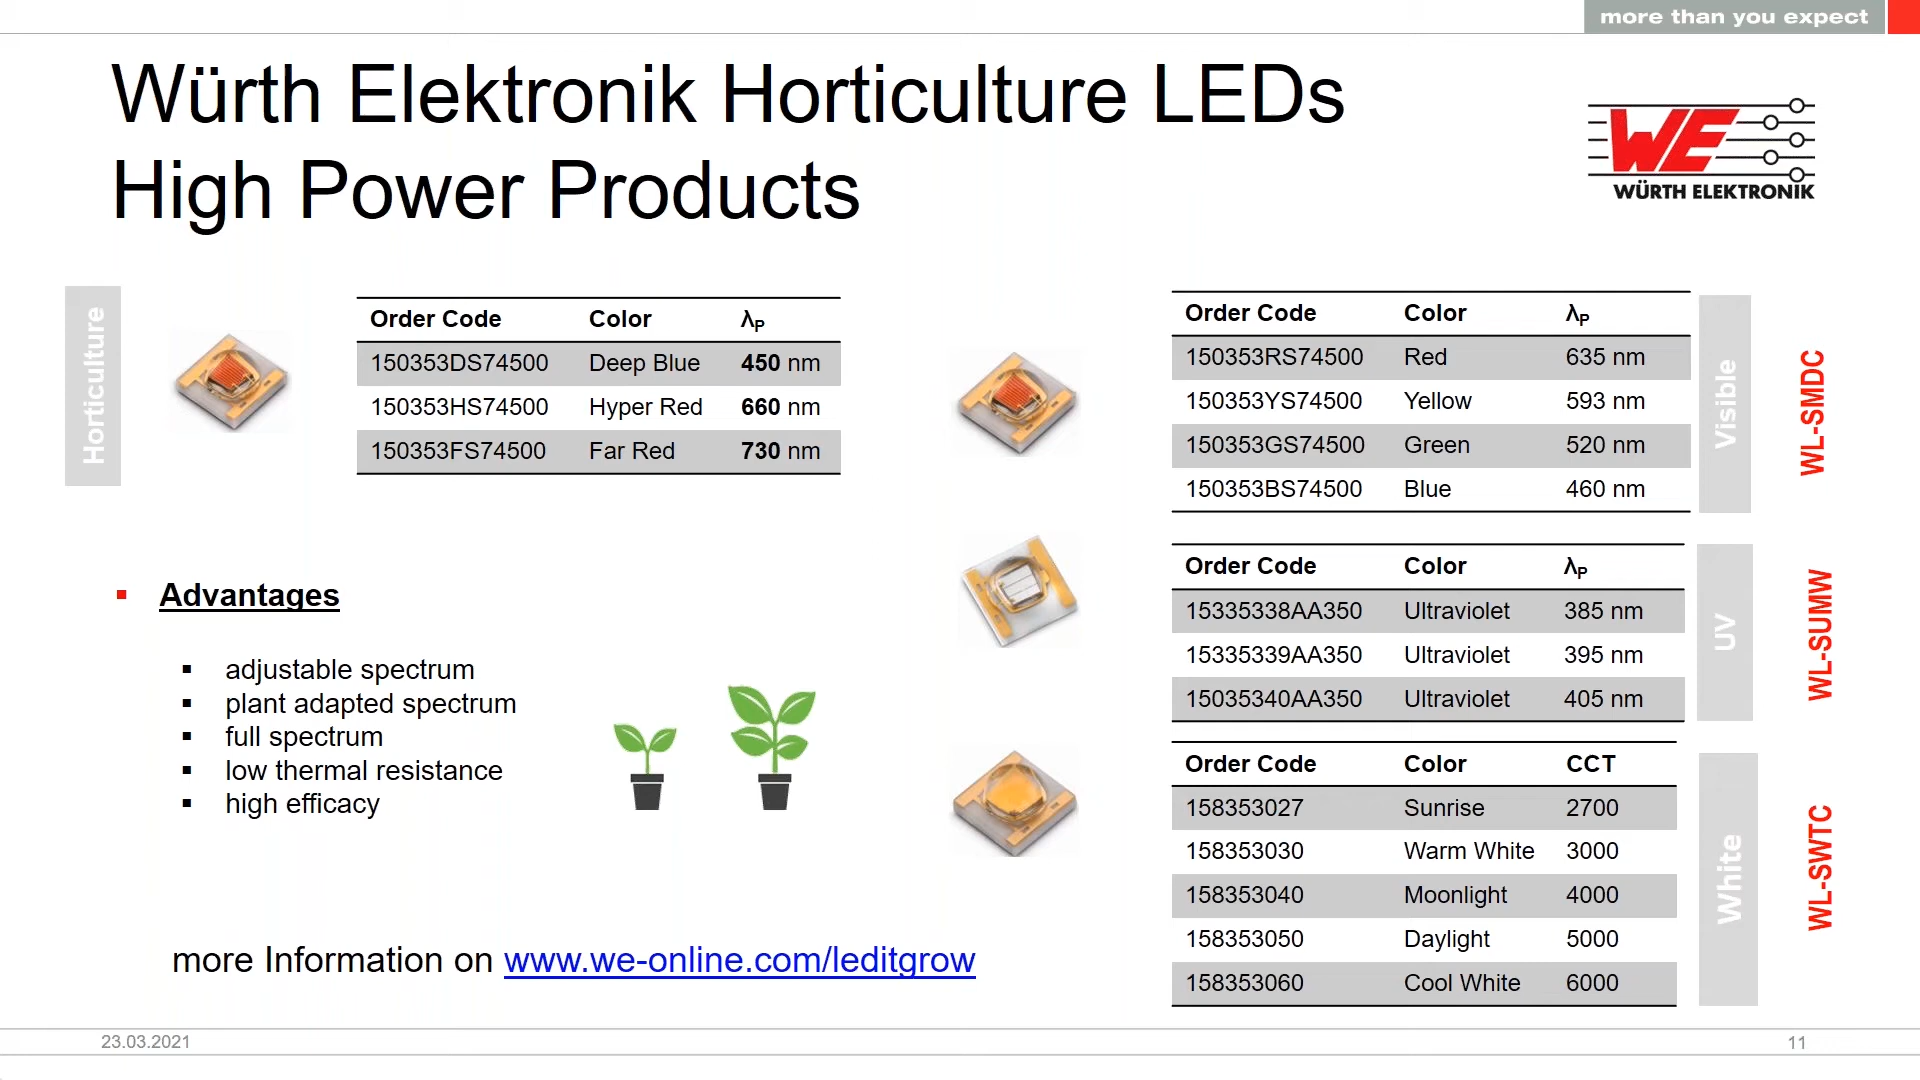 more than you expect
Würth Elektronik Horticulture LEDs
High Power Products
WE
WÜRTH ELEKTRONIK
Horticulture
Order Code Color λP
150353DS74500 Deep Blue 450 nm
150353HS74500 Hyper Red 660 nm
150353FS74500 Far Red 730 nm
Advantages
adjustable spectrum
plant adapted spectrum
full spectrum
low thermal resistance
high efficacy
more Information on www.we-online.com/leditgrow
Order Code Color λP
150353RS74500 Red 635 nm
150353YS74500 Yellow 593 nm
150353GS74500 Green 520 nm
150353BS74500 Blue 460 nm
Visible
WL-SMDC
Order Code Color λP
15335338AA350 Ultraviolet 385 nm
15335339AA350 Ultraviolet 395 nm
15035340AA350 Ultraviolet 405 nm
UV
WL-SUMW
Order Code Color CCT
158353027 Sunrise 2700
158353030 Warm White 3000
158353040 Moonlight 4000
158353050 Daylight 5000
158353060 Cool White 6000
White
WL-SWTC
23.03.2021
11